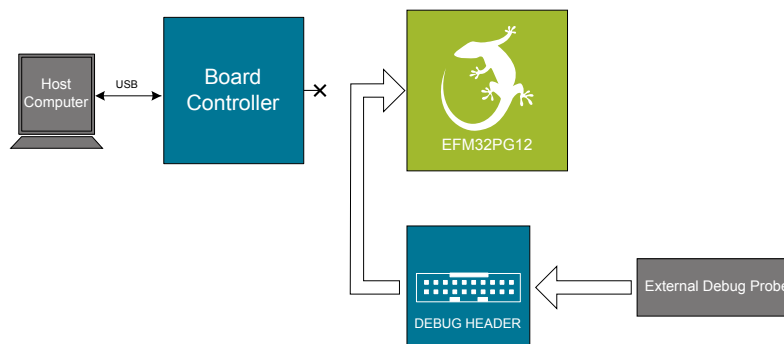 Host
Computer
USB
Board
Controller
EFM32PG12
DEBUG HEADER
External Debug Probe